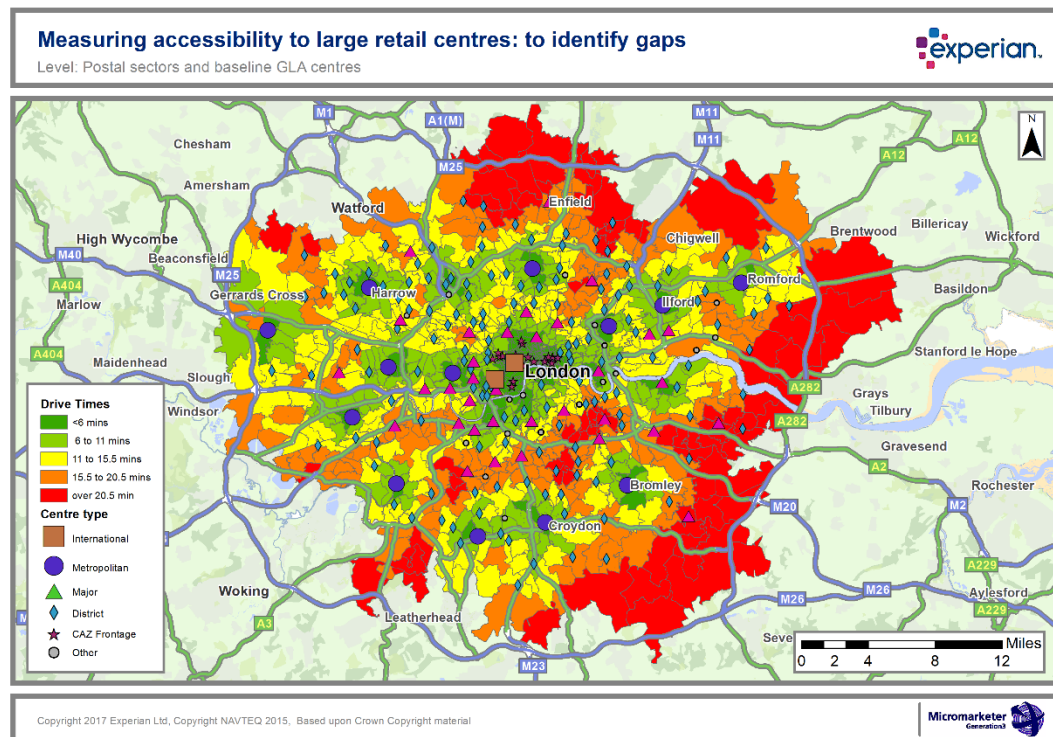 Measuring accessibility to large retail centres: to identify gaps
Level: Postal sectors and baseline GLA centres
experian™
M1
A1(M)
M11
A12
Chesham
M11
A12
N
M25
Amersham
Enfield
Watford
Billericay
Brentwood
Wickford
High Wycombe
Chigwell
M40
Beaconsfield
M25
Romford
A404
Gerrards Cross
Harrow
Ilford
Basildon
Marlow
A404
Stanford le Hope
Maidenhead
London
Slough
A282
Grays
Windsor
Tilbury
A282
Gravesend
A2
Rochester
Bromley
M20
M2
Croydon
A229
Woking
M26
Aylesford
M26
A229
Leatherhead
A3
Seve
M23
Drive Times
<6 mins
6 to 11 mins
11 to 15.5 mins
15.5 to 20.5 mins
over 20.5 min
Centre type
International
Metropolitan
Major
District
CAZ Frontage
Other
Miles
0 2 4 8 12
Copyright 2017 Experian Ltd, Copyright NAVTEQ 2015, Based upon Crown Copyright material
Micromarketer
Generation3